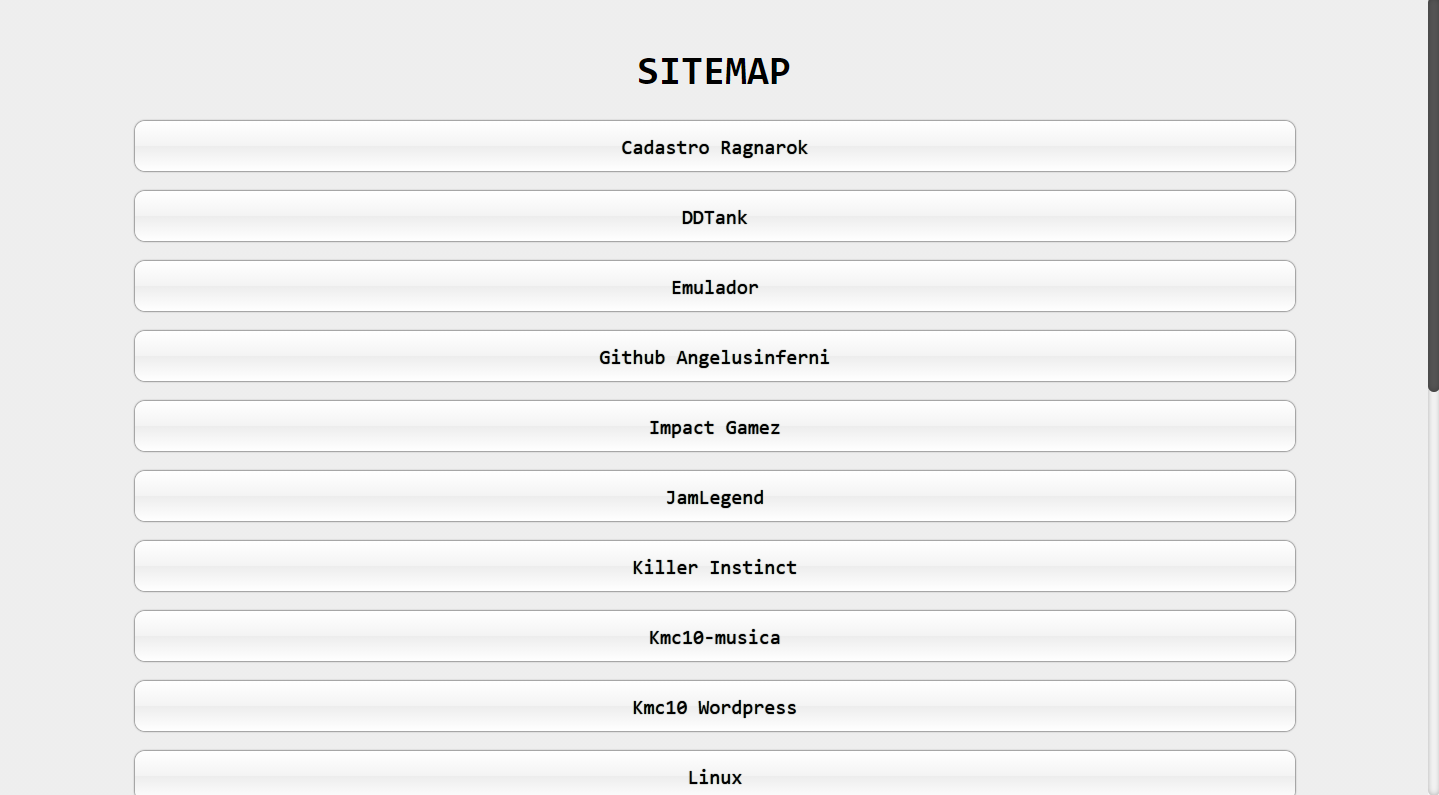 SITEMAP
Cadastro Ragnarok
DDTank
Emulador
Github Angelusinferni
Impact Gamez
JamLegend
Killer Instinct
Kmc10-musica
Kmc10 Wordpress
Linux